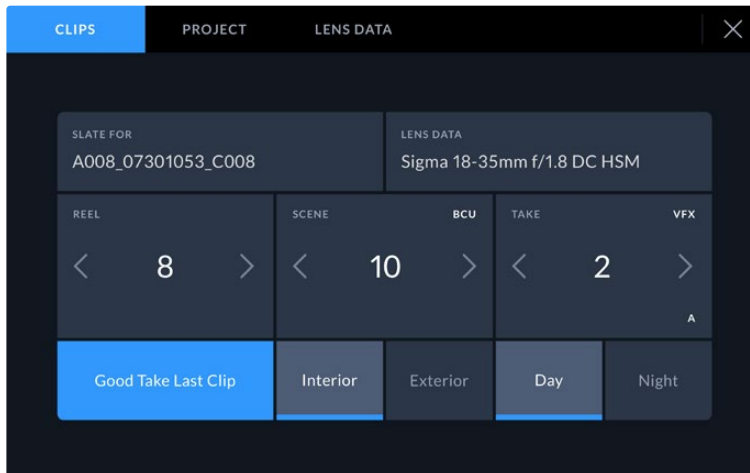 CLIPS PROJECT LENS DATA
SLATE FOR LENS DATA
A008_07301053_C008 Sigma 18-35mm f/1.8 DC HSM
REEL SCENE BCU TAKE VFX
8 10 2
A
Good Take Last Clip Interior Exterior Day Night